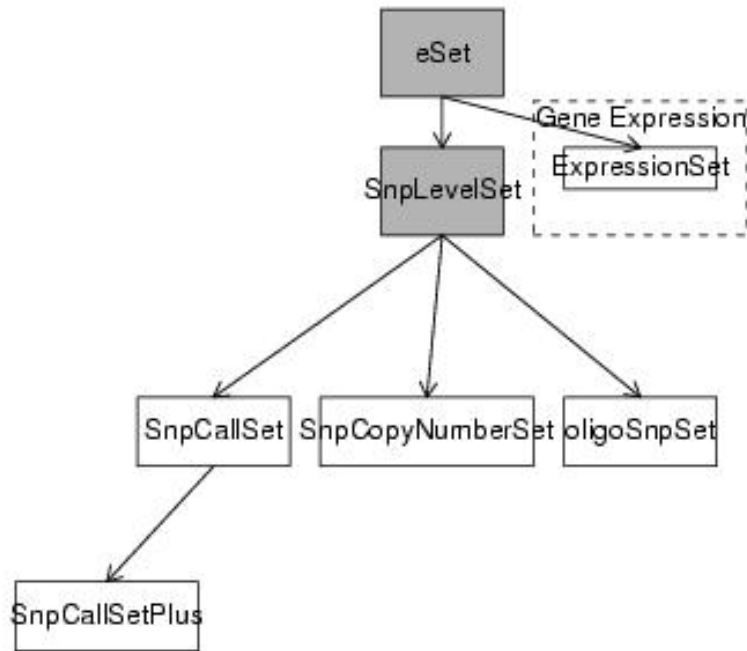 eSet
Gene Expression
ExpressionSet
SnpLevelSet
SnpCallSet
SnpCopyNumberSet
oligoSnpSet
SnpCallSetPlus